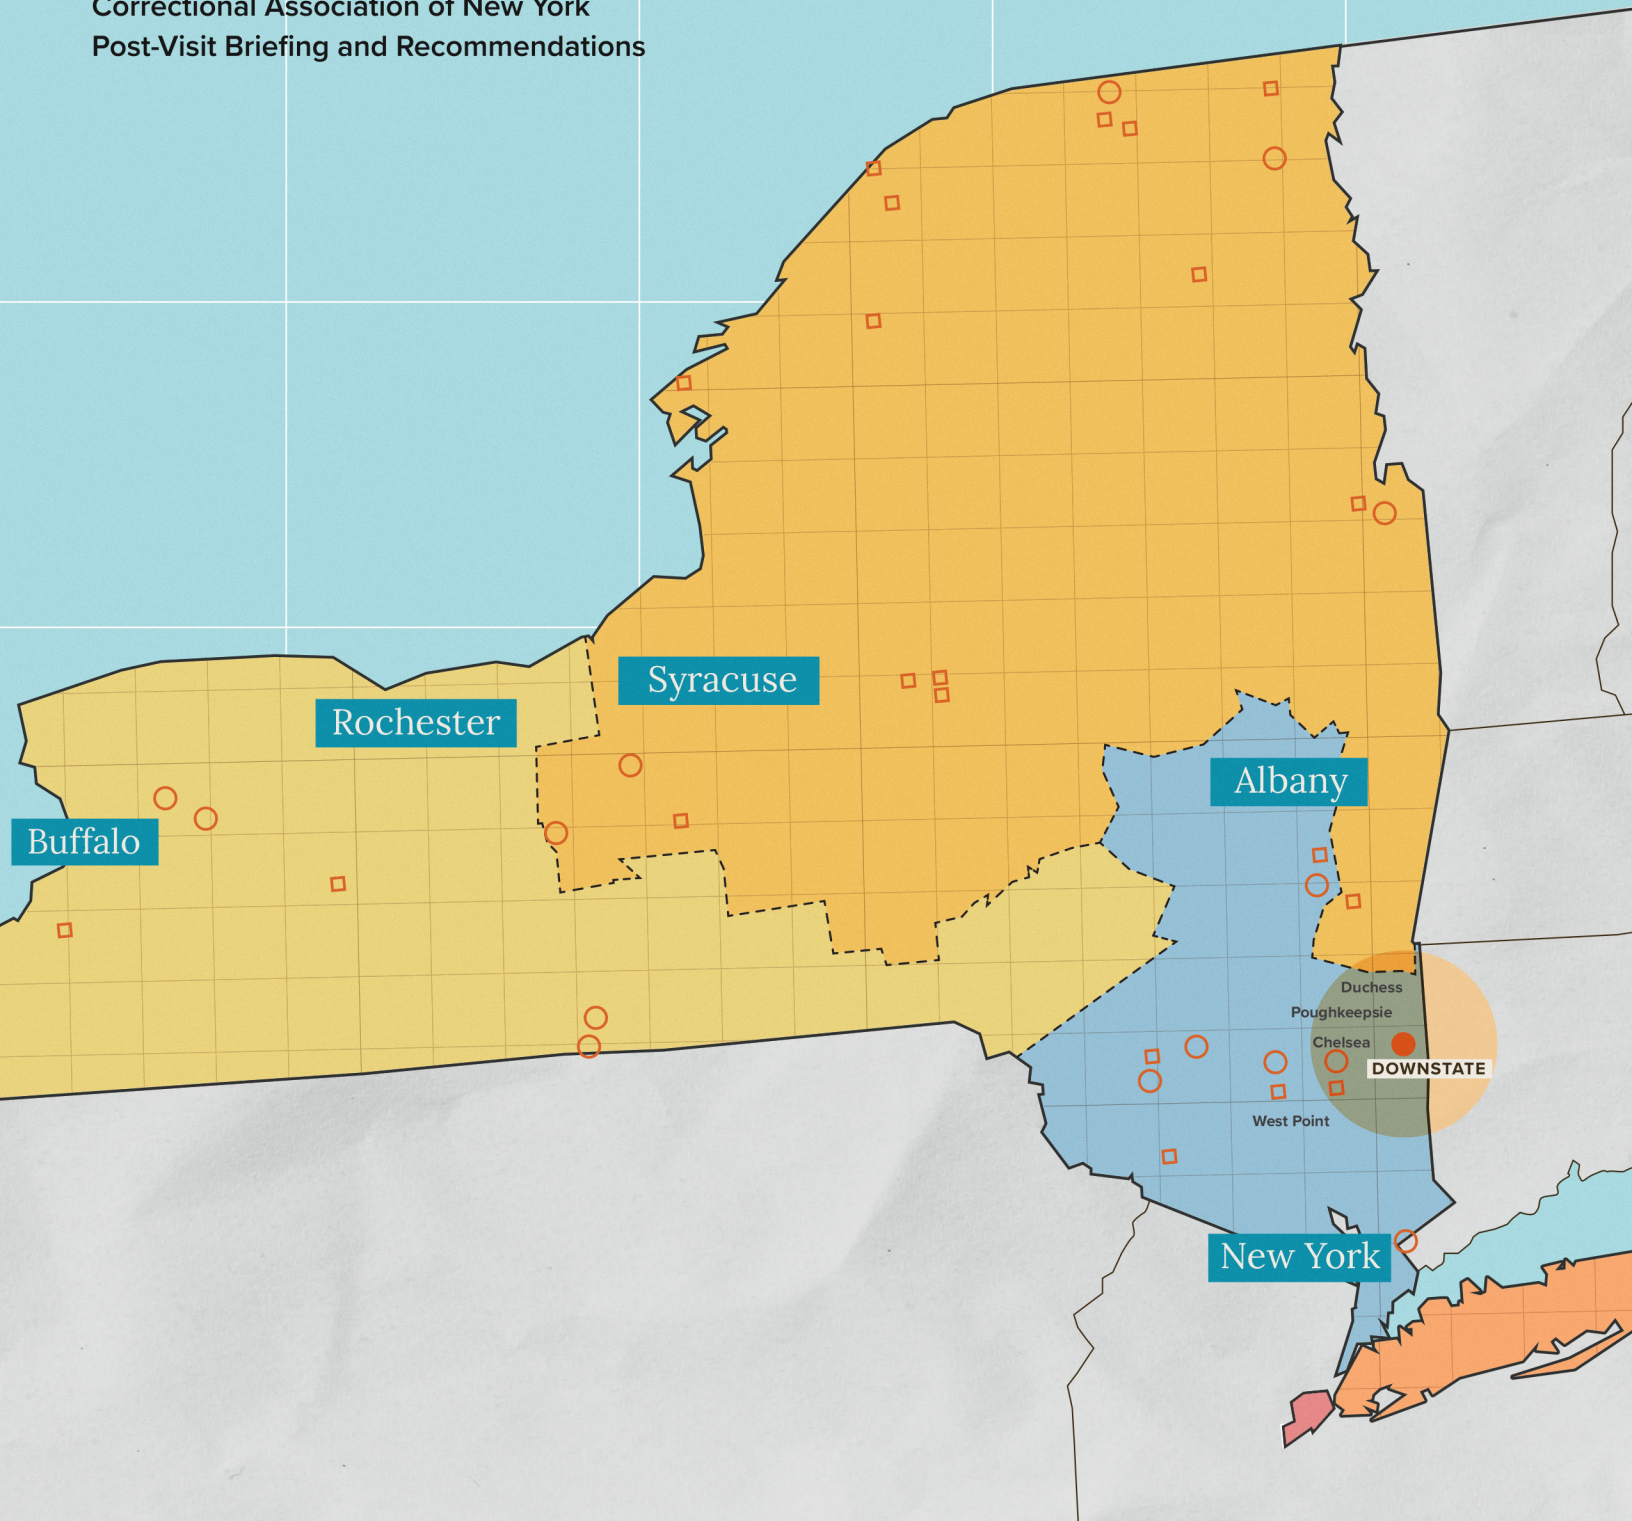 Correctional Association of New York
Post-Visit Briefing and Recommendations
Syracuse
Rochester
Albany
Buffalo
Duchess
Poughkeepsie
Chelsea
DOWNSTATE
West Point
New York